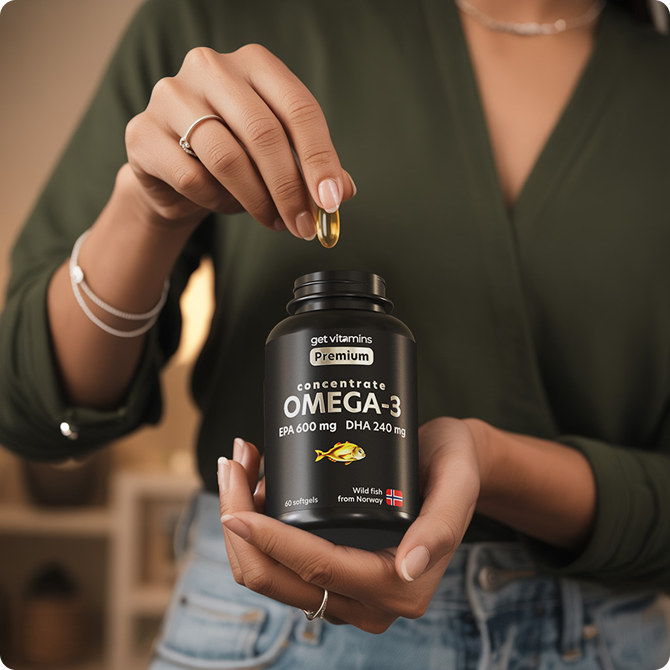 get vitamins
Premium
concentrate
OMEGA-3
EPA 600 mg DHA 240 mg
60 softgels
Wild fish
from Norway